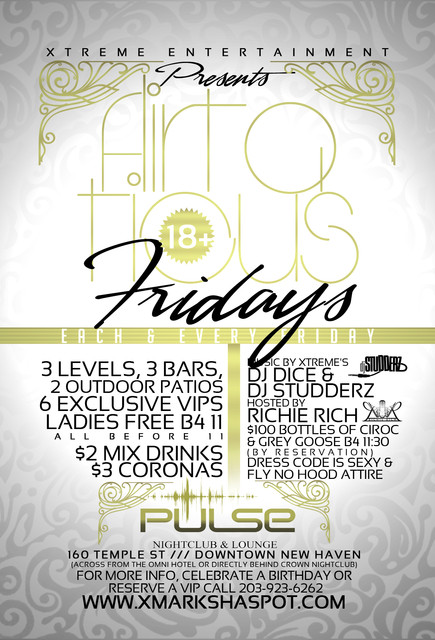 XTREME ENTERTAINMENT
Presents
flirt a
tious
18+
Fridays
EACH & EVERY FRIDAY
3 LEVELS, 3 BARS,
2 OUTDOOR PATIOS
6 EXCLUSIVE VIPS
LADIES FREE B4 11
ALL BEFORE 11
$2 MIX DRINKS
$3 CORONAS
MUSIC BY XTREME'S
DJ DICE &
DJ STUDDERZ
djSTUDDERZ
HOSTED BY
RICHIE RICH
$100 BOTTLES OF CIROC
& GREY GOOSE B4 11:30
(BY RESERVATION)
DRESS CODE IS SEXY &
FLY NO HOOD ATTIRE
PULSE
NIGHTCLUB & LOUNGE
160 TEMPLE ST /// DOWNTOWN NEW HAVEN
(ACROSS FROM THE OMNI HOTEL OR DIRECTLY BEHIND CROWN NIGHTCLUB)
FOR MORE INFO, CELEBRATE A BIRTHDAY OR
RESERVE A VIP CALL 203-923-6262
WWW.XMARKSHASPOT.COM